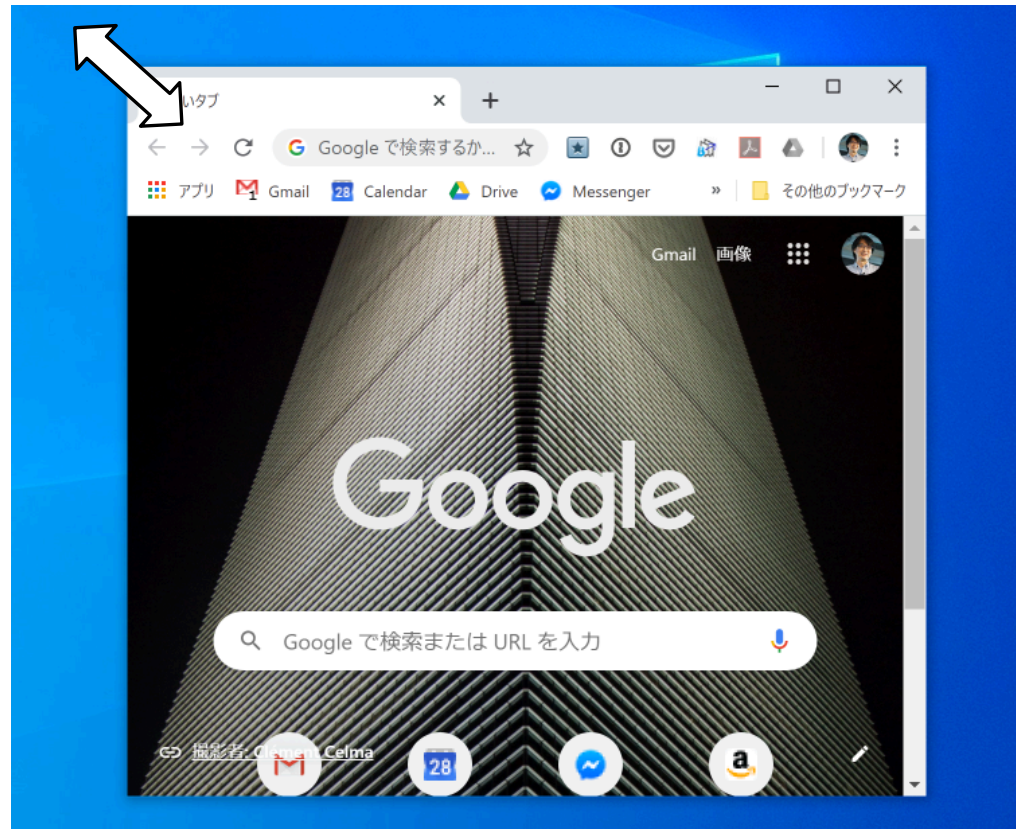 いタブ
Google で検索するか...
アプリ Gmail 28 Calendar Drive Messenger » その他のブックマーク
Gmail 画像
Google
Google で検索または URL を入力
撮影者: Clément Celma
28
a